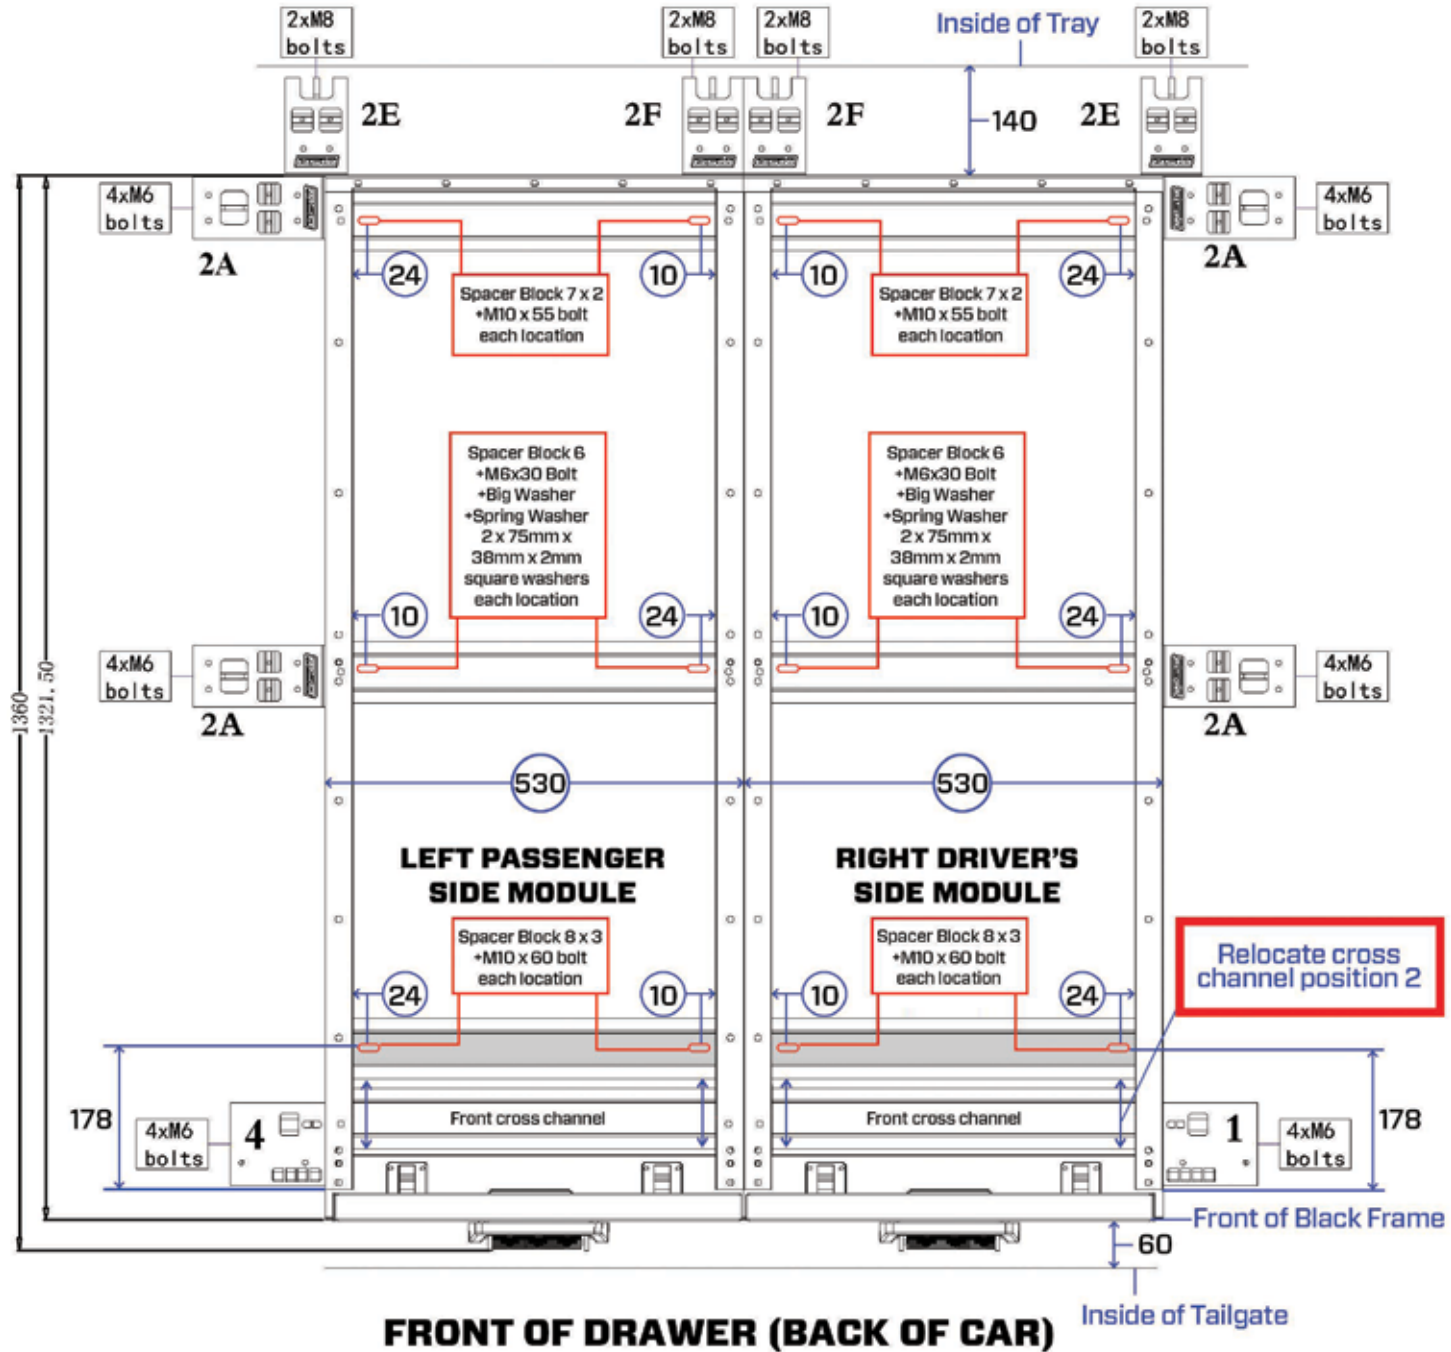 2xM8
bolts
2xM8
bolts
2xM8
bolts
Inside of Tray
2xM8
bolts
2E
2F
2F
140
2E
4xM6
bolts
2A
4xM6
bolts
2A
24
10
10
24
Spacer Block 7 x 2
+M10 x 55 bolt
each location
Spacer Block 7 x 2
+M10 x 55 bolt
each location
Spacer Block 6
+M6x30 Bolt
+Big Washer
+Spring Washer
2 x 75mm x
38mm x 2mm
square washers
each location
Spacer Block 6
+M6x30 Bolt
+Big Washer
+Spring Washer
2 x 75mm x
38mm x 2mm
square washers
each location
10
24
10
24
4xM6
bolts
2A
4xM6
bolts
2A
1360
1321.50
530
530
LEFT PASSENGER
SIDE MODULE
RIGHT DRIVER'S
SIDE MODULE
Spacer Block 8 x 3
+M10 x 60 bolt
each location
Spacer Block 8 x 3
+M10 x 60 bolt
each location
Relocate cross
channel position 2
24
10
10
24
178
4xM6
bolts
4
Front cross channel
Front cross channel
1
4xM6
bolts
178
Front of Black Frame
60
Inside of Tailgate
FRONT OF DRAWER (BACK OF CAR)